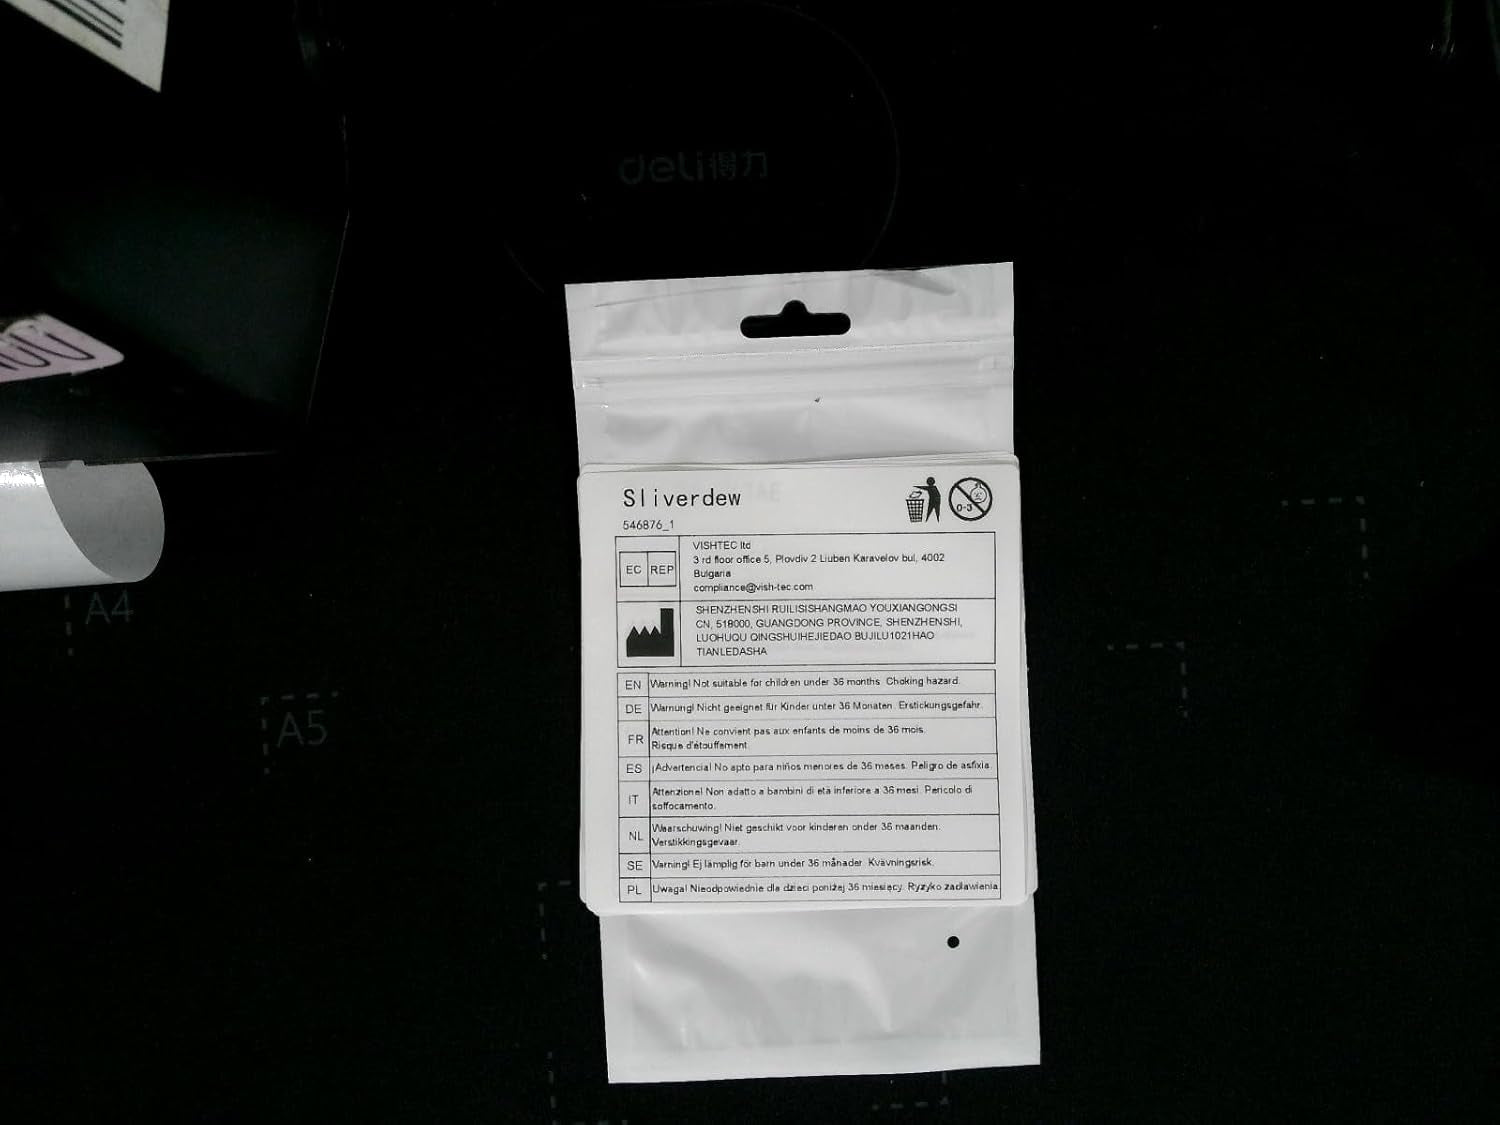 deli得力
Sliverdew
546876_1
0-3
EC REP
VISHTEC ltd
3 rd floor office 5, Plovdiv 2 Liuben Karavelov bul, 4002
Bulgaria
compliance@vish-tec.com
SHENZHENSHI RUILISISHANGMAO YOUXIANGONGSI
CN, 518000, GUANGDONG PROVINCE, SHENZHENSHI,
LUOHUQU QINGSHUIHEJIEDAO BUJILU1021HAO
TIANLEDASHA
EN Warning! Not suitable for children under 36 months. Choking hazard.
DE Warnung! Nicht geeignet für Kinder unter 36 Monaten. Erstickungsgefahr.
FR Attention! Ne convient pas aux enfants de moins de 36 mois.
Risque d'étouffement.
ES ¡Advertencia! No apto para niños menores de 36 meses. Peligro de asfixia.
IT Attenzione! Non adatto a bambini di età inferiore a 36 mesi. Pericolo di
soffocamento.
NL Waarschuwing! Niet geschikt voor kinderen onder 36 maanden.
Verstikkingsgevaar.
SE Varning! Ej lämplig för barn under 36 månader. Kvävningsrisk.
PL Uwaga! Nieodpowiednie dla dzieci poniżej 36 miesięcy. Ryzyko zadławienia
A4
A5